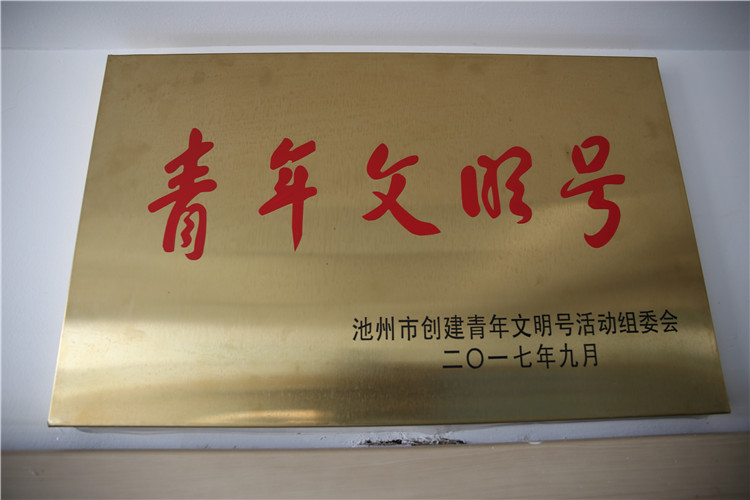 青年文明号
池州市创建青年文明号活动组委会
二〇一七年九月